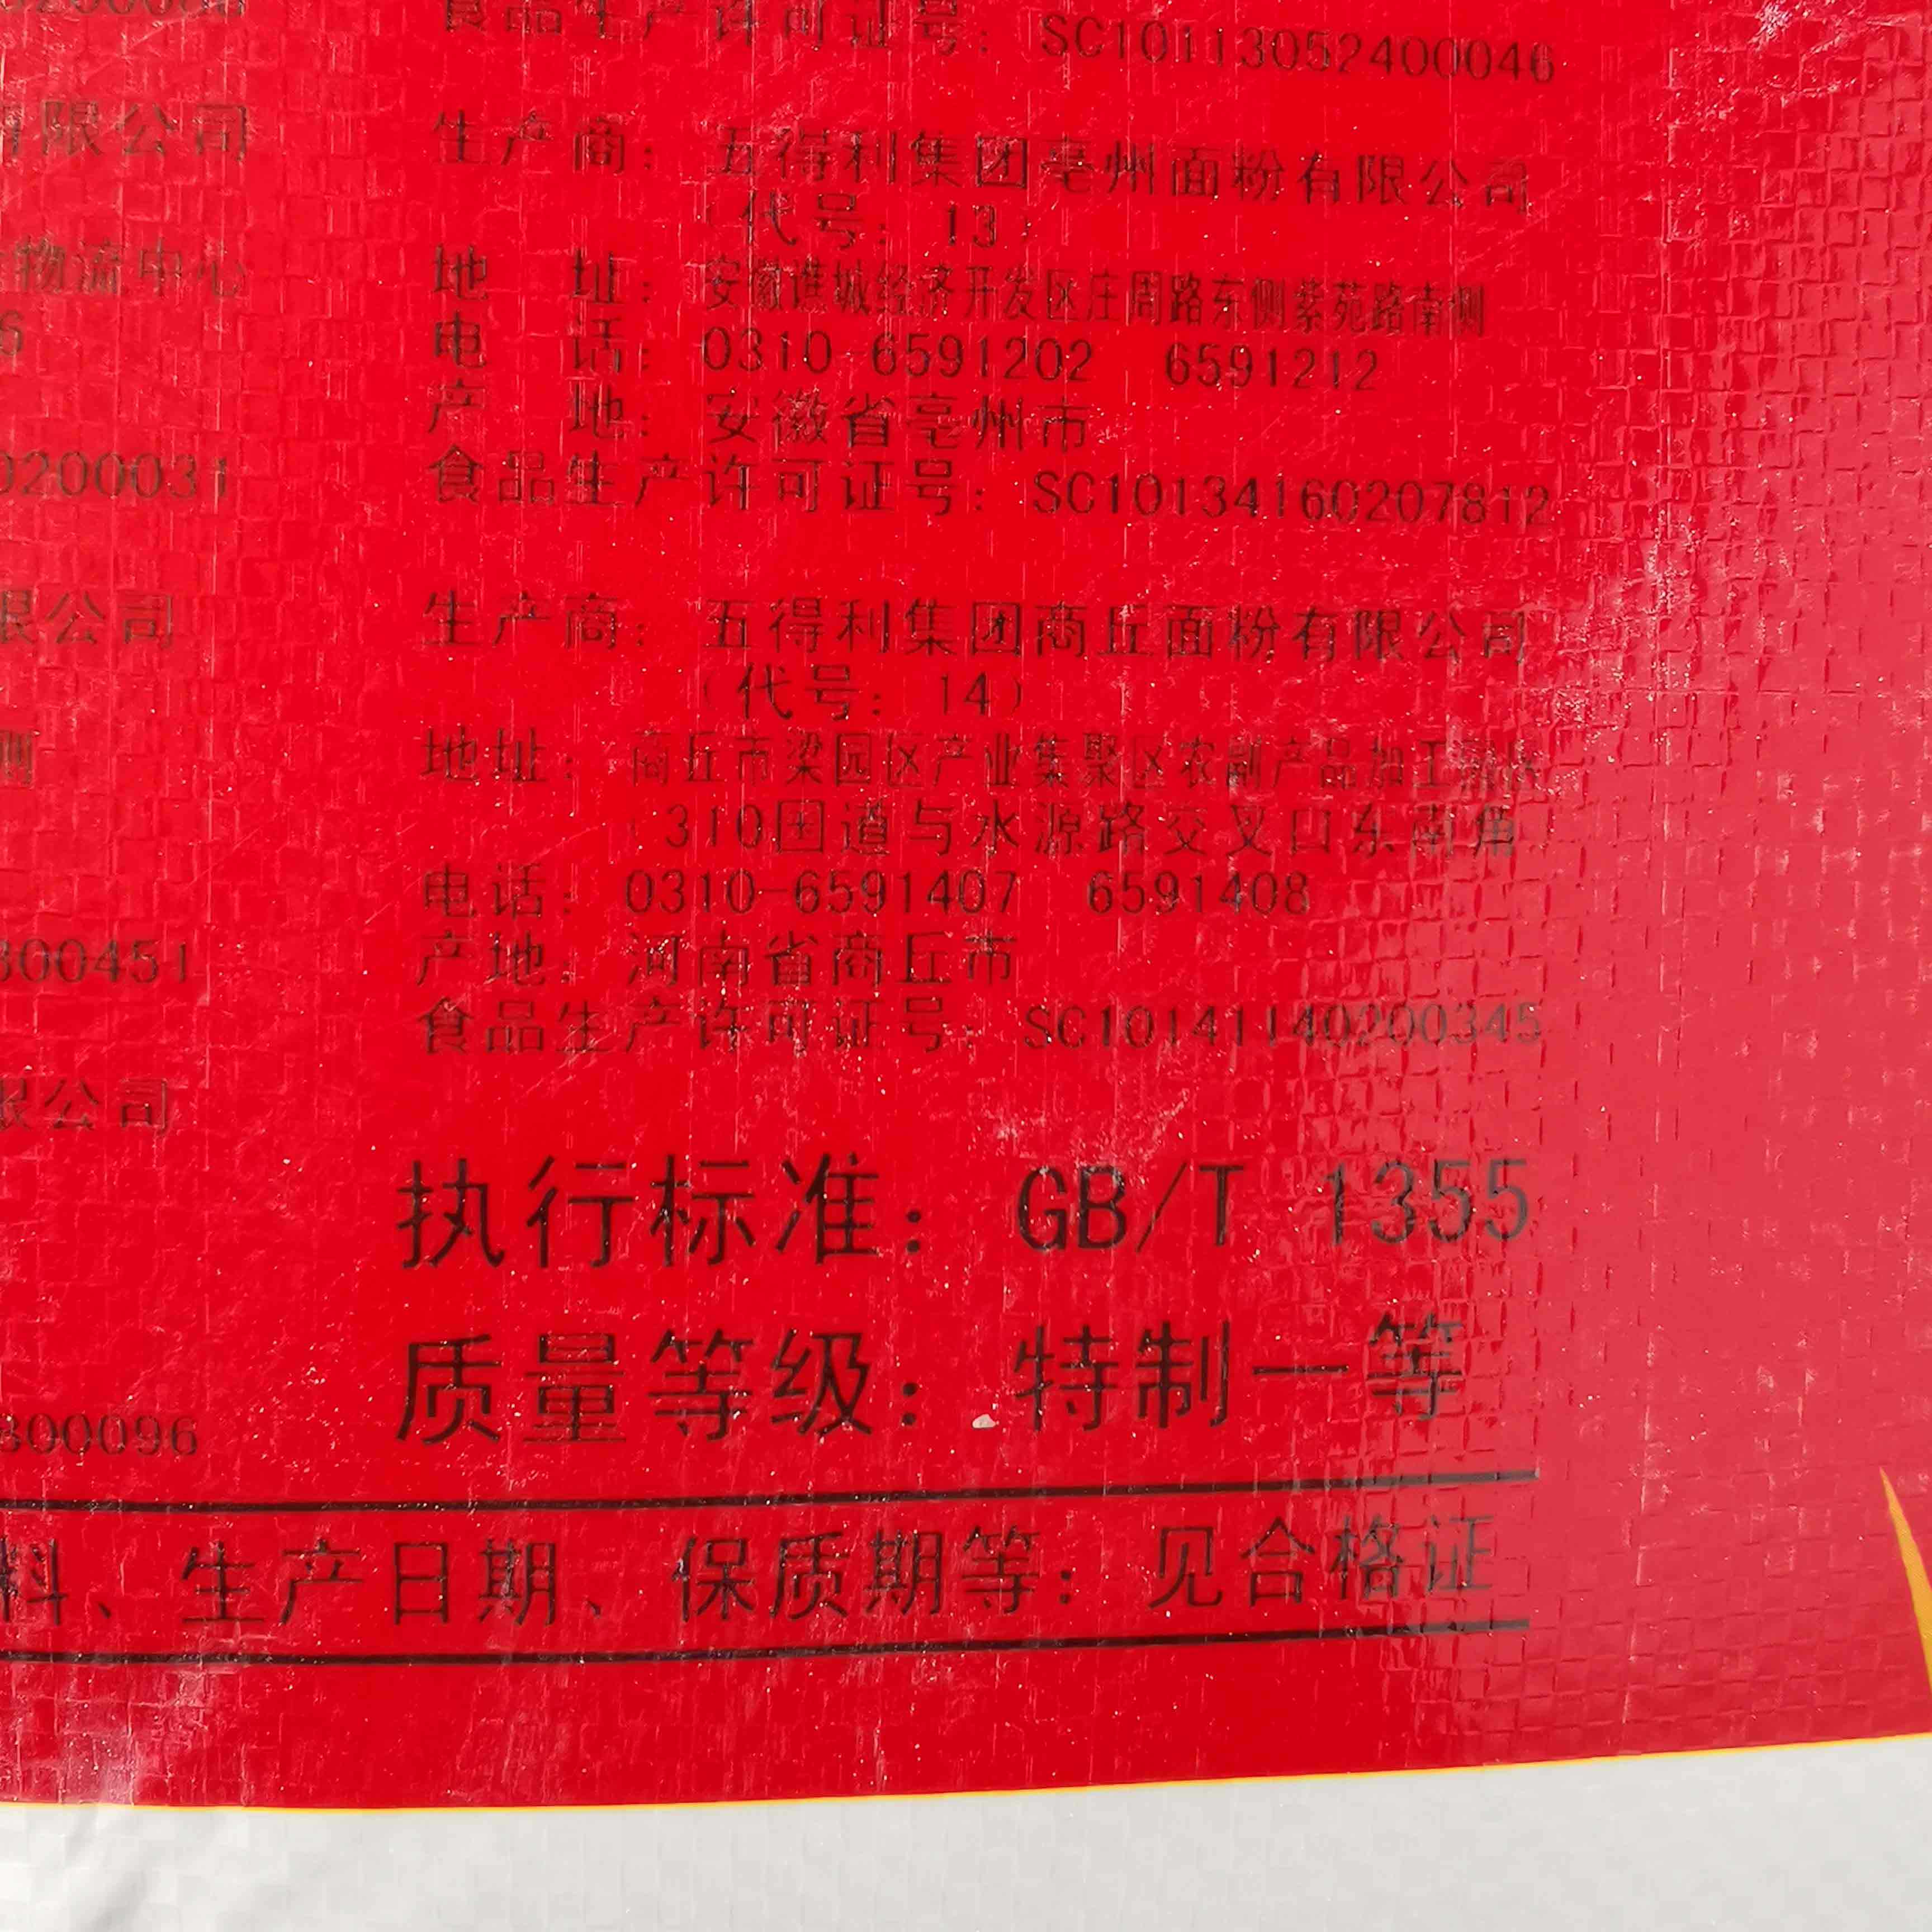 食品生产许可证号: SC10113052400046
有限公司
生产商: 五得利集团亳州面粉有限公司
(代号: 13)
物流中心
地 址: 安徽谯城经济开发区庄周路东侧紫苑路南侧
6
电 话: 0310-6591202 6591212
产 地: 安徽省亳州市
0200031
食品生产许可证号: SC10134160207812
限公司
生产商: 五得利集团商丘面粉有限公司
(代号: 14)
侧
地址: 商丘市梁园区产业集聚区农副产品加工园区
(310国道与水源路交叉口东南角
电话: 0310-6591407 6591408
300451
产地: 河南省商丘市
食品生产许可证号: SC10141140200345
限公司
执行标准: GB/T 1355
质量等级: 特制一等
300096
料、生产日期、保质期等: 见合格证